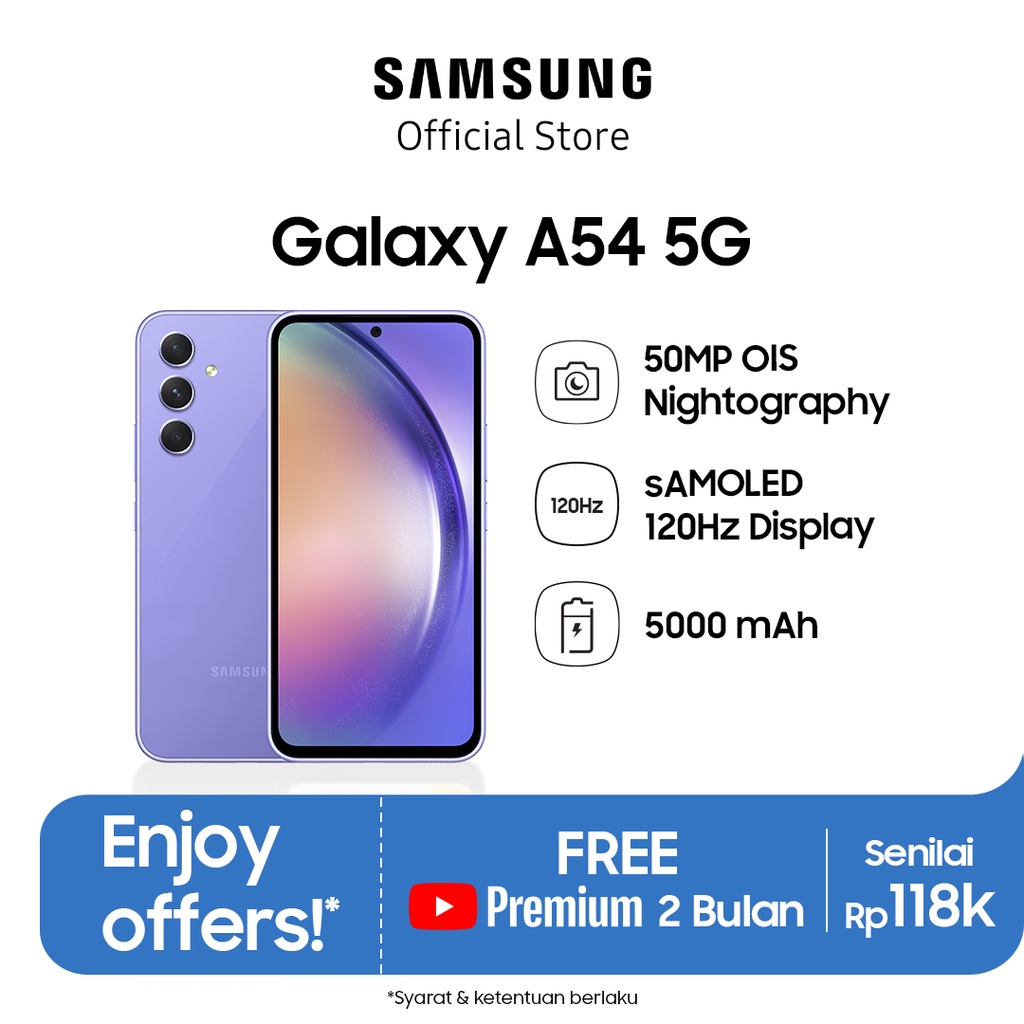 SAMSUNG
Official Store
Galaxy A54 5G
50MP OIS
Nightography
120Hz
sAMOLED
120Hz Display
5000 mAh
SAMSUN
Enjoy
offers!*
FREE
Premium 2 Bulan
Senilai
Rp118k
*Syarat & ketentuan berlaku